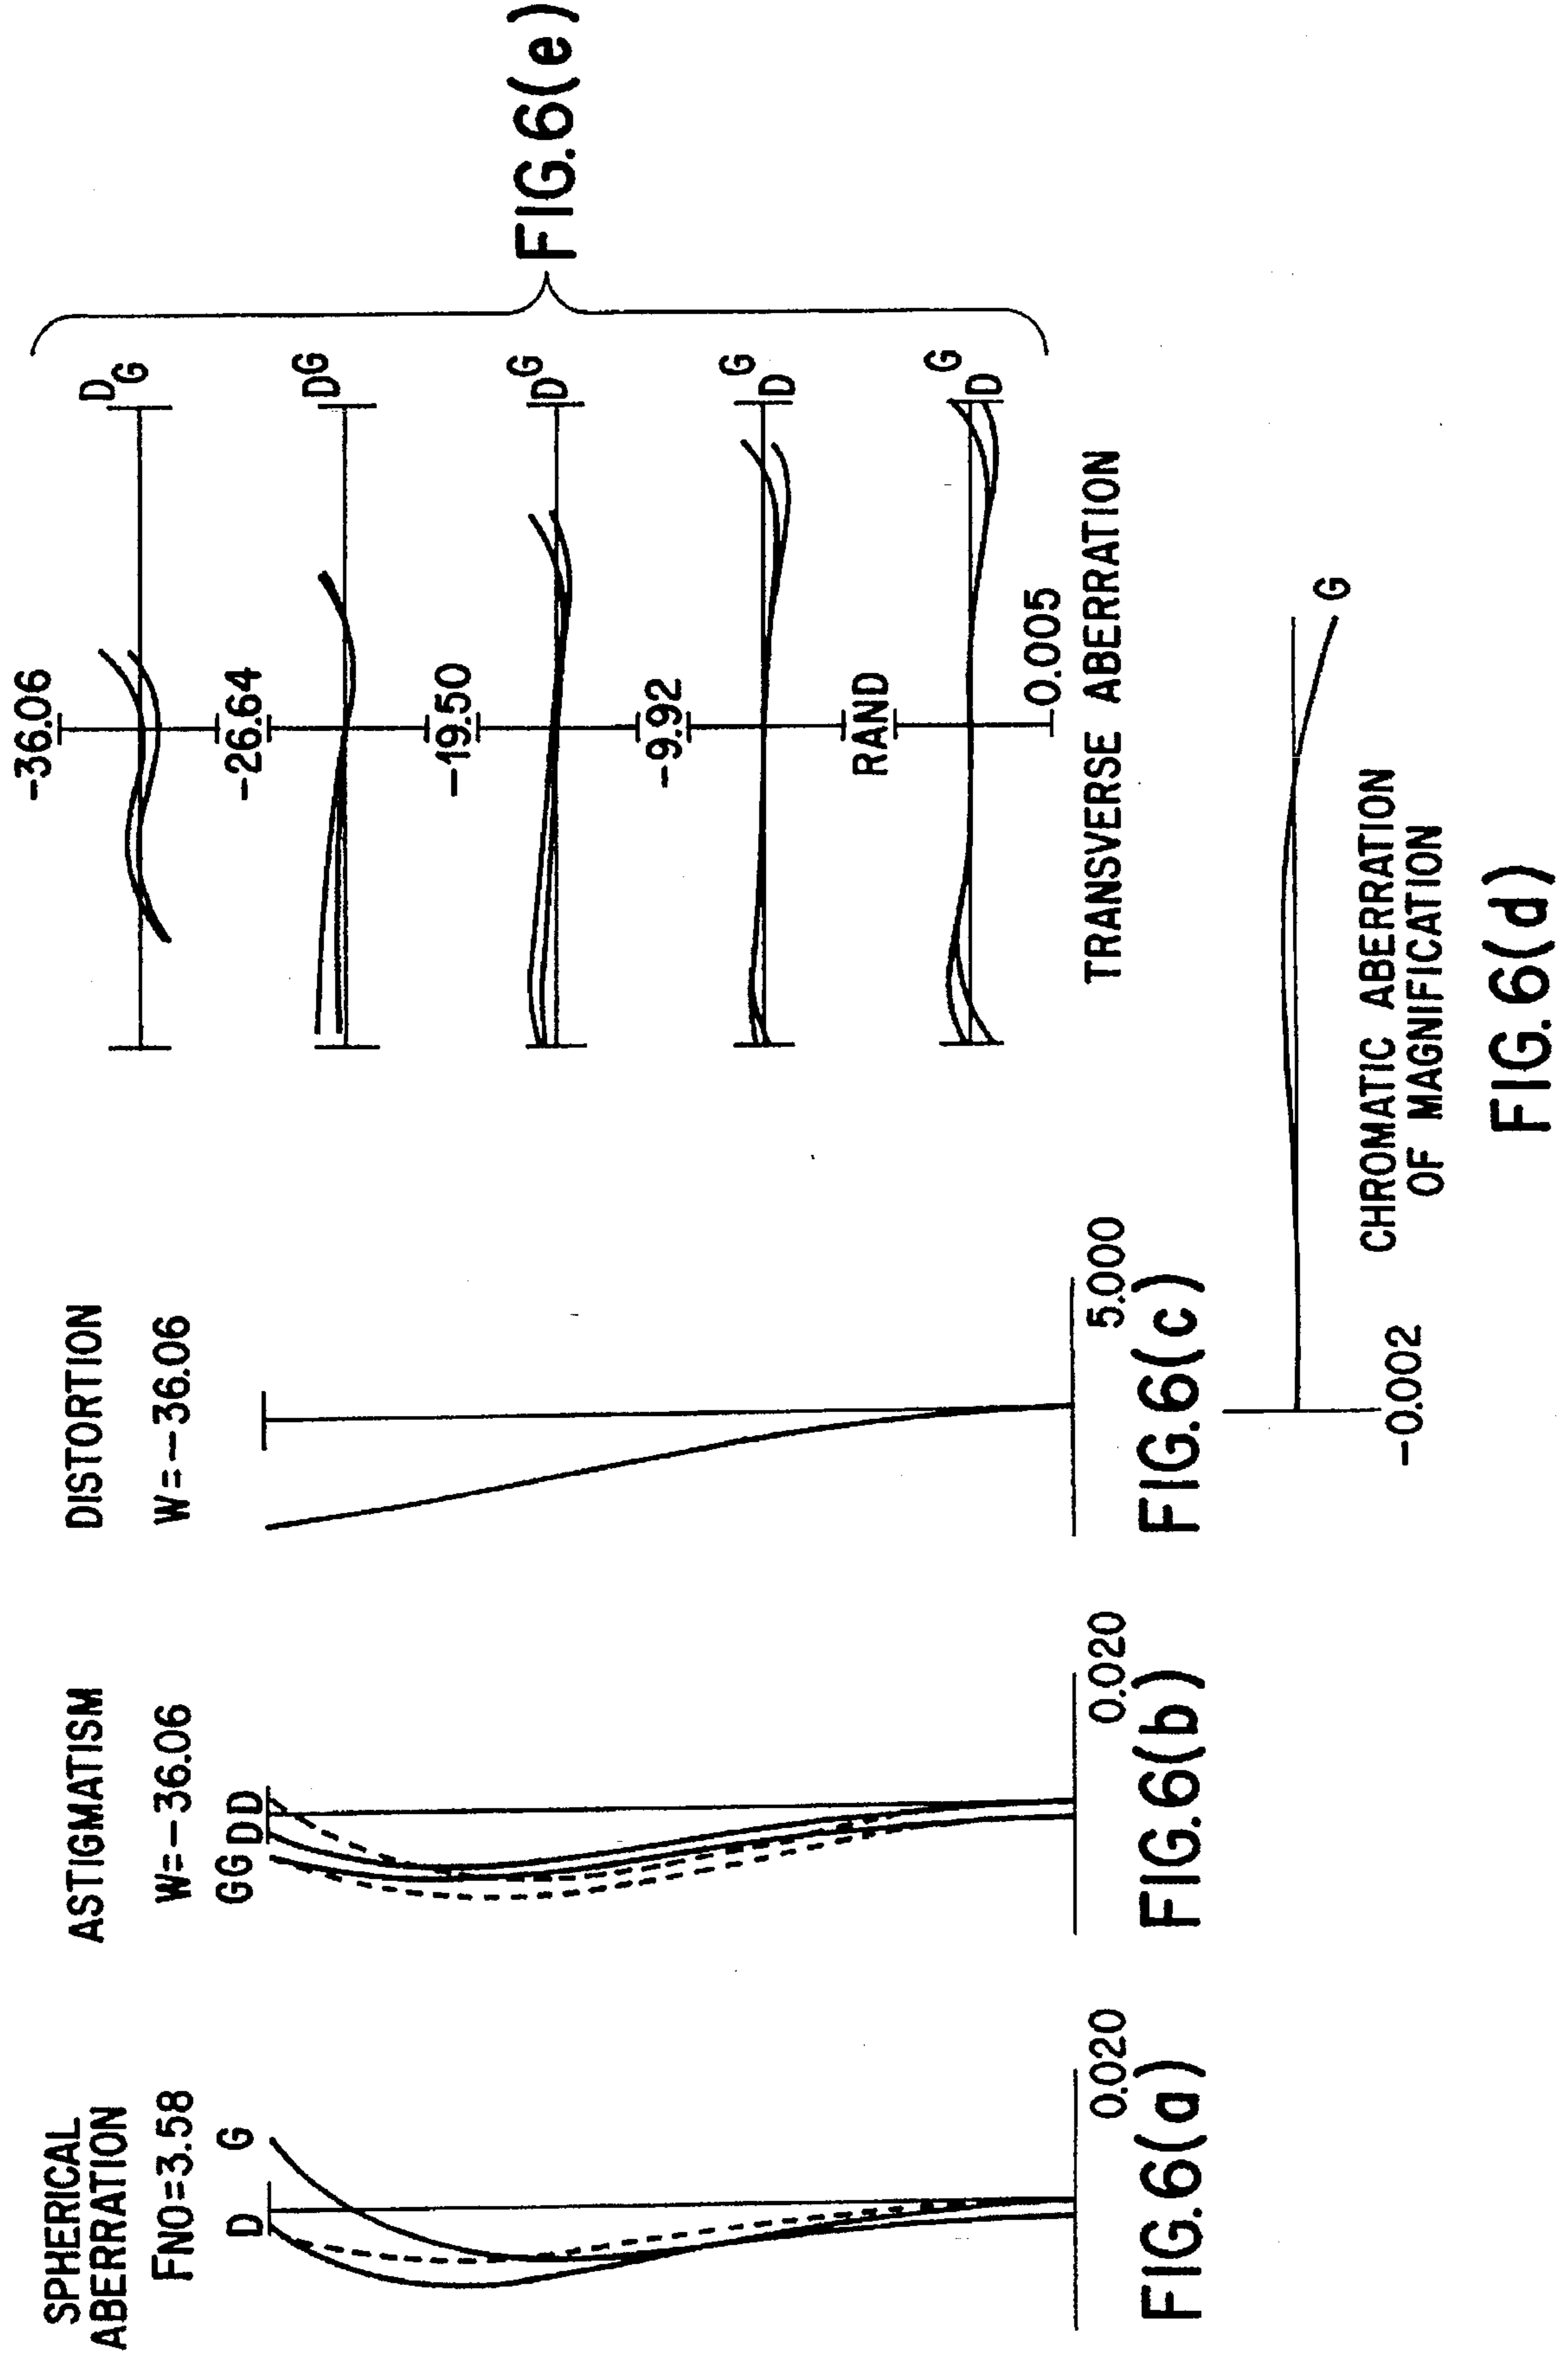 SPHERICAL
ABERRATION
FNO=3.58
D
G
0.020
FIG.6(a)
ASTIGMATISM
W=-36.06
GG DD
0.020
FIG.6(b)
DISTORTION
W=-36.06
5.000
FIG.6(c)
-36.06
D
G
-26.64
D
G
-19.50
D
G
-9.92
G
D
RAND
G
D
0.005
TRANSVERSE ABERRATION
FIG.6(e)
G
-0.002
CHROMATIC ABERRATION
OF MAGNIFICATION
FIG.6(d)